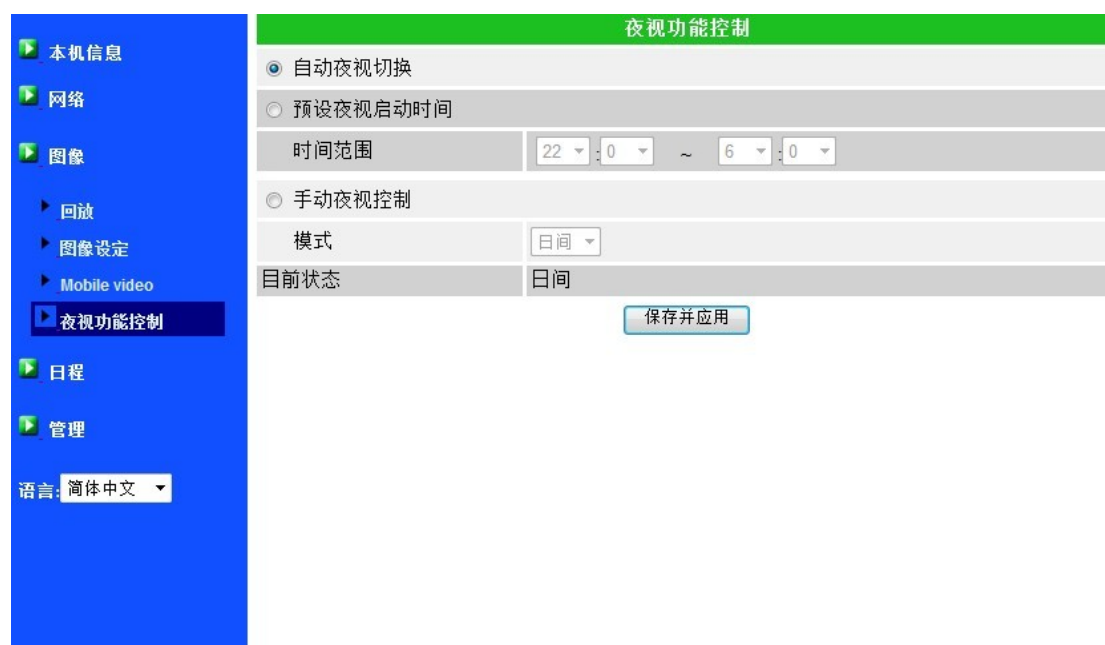 本机信息
网络
图像
回放
图像设定
Mobile video
夜视功能控制
日程
管理
语言: 简体中文
夜视功能控制
自动夜视切换
预设夜视启动时间
时间范围 22 : 0 ~ 6 : 0
手动夜视控制
模式 日间
目前状态 日间
保存并应用